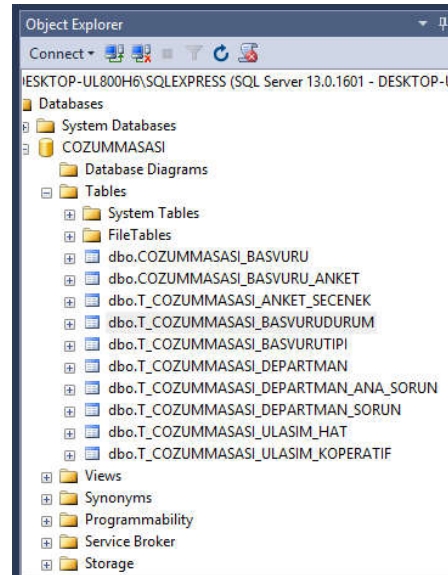 Object Explorer
Connect
ESKTOP-UL800H6\SQLEXPRESS (SQL Server 13.0.1601 - DESKTOP-U
Databases
System Databases
COZUMMASASI
Database Diagrams
Tables
System Tables
FileTables
dbo.COZUMMASASI_BASVURU
dbo.COZUMMASASI_BASVURU_ANKET
dbo.T_COZUMMASASI_ANKET_SECENEK
dbo.T_COZUMMASASI_BASVURUDURUM
dbo.T_COZUMMASASI_BASVURUTIPI
dbo.T_COZUMMASASI_DEPARTMAN
dbo.T_COZUMMASASI_DEPARTMAN_ANA_SORUN
dbo.T_COZUMMASASI_DEPARTMAN_SORUN
dbo.T_COZUMMASASI_ULASIM_HAT
dbo.T_COZUMMASASI_ULASIM_KOPERATIF
Views
Synonyms
Programmability
Service Broker
Storage